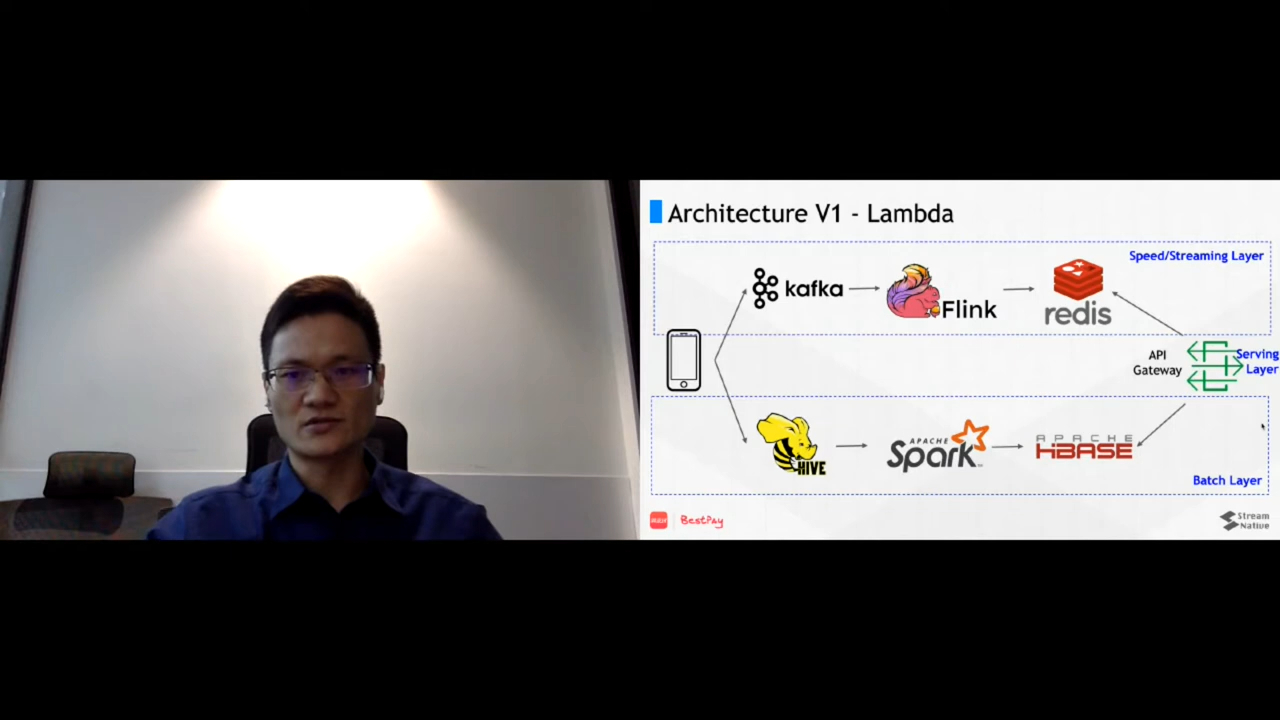 Architecture V1 - Lambda
Speed/Streaming Layer
kafka
Flink
redis
API
Gateway
Serving
Layer
HIVE
APACHE
Spark
APACHE
HBASE
Batch Layer
BestPay
Stream
Native